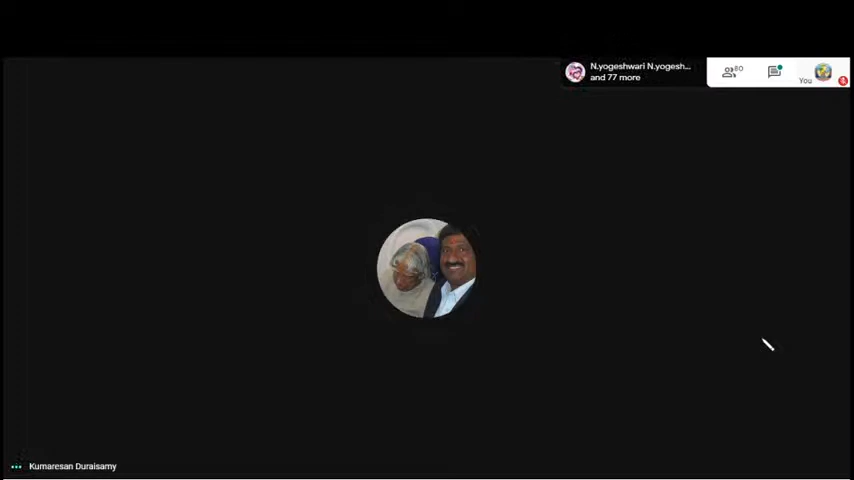 N.yogeshwari N.yogesh...
and 77 more
80
You
Kumaresan Duraisamy